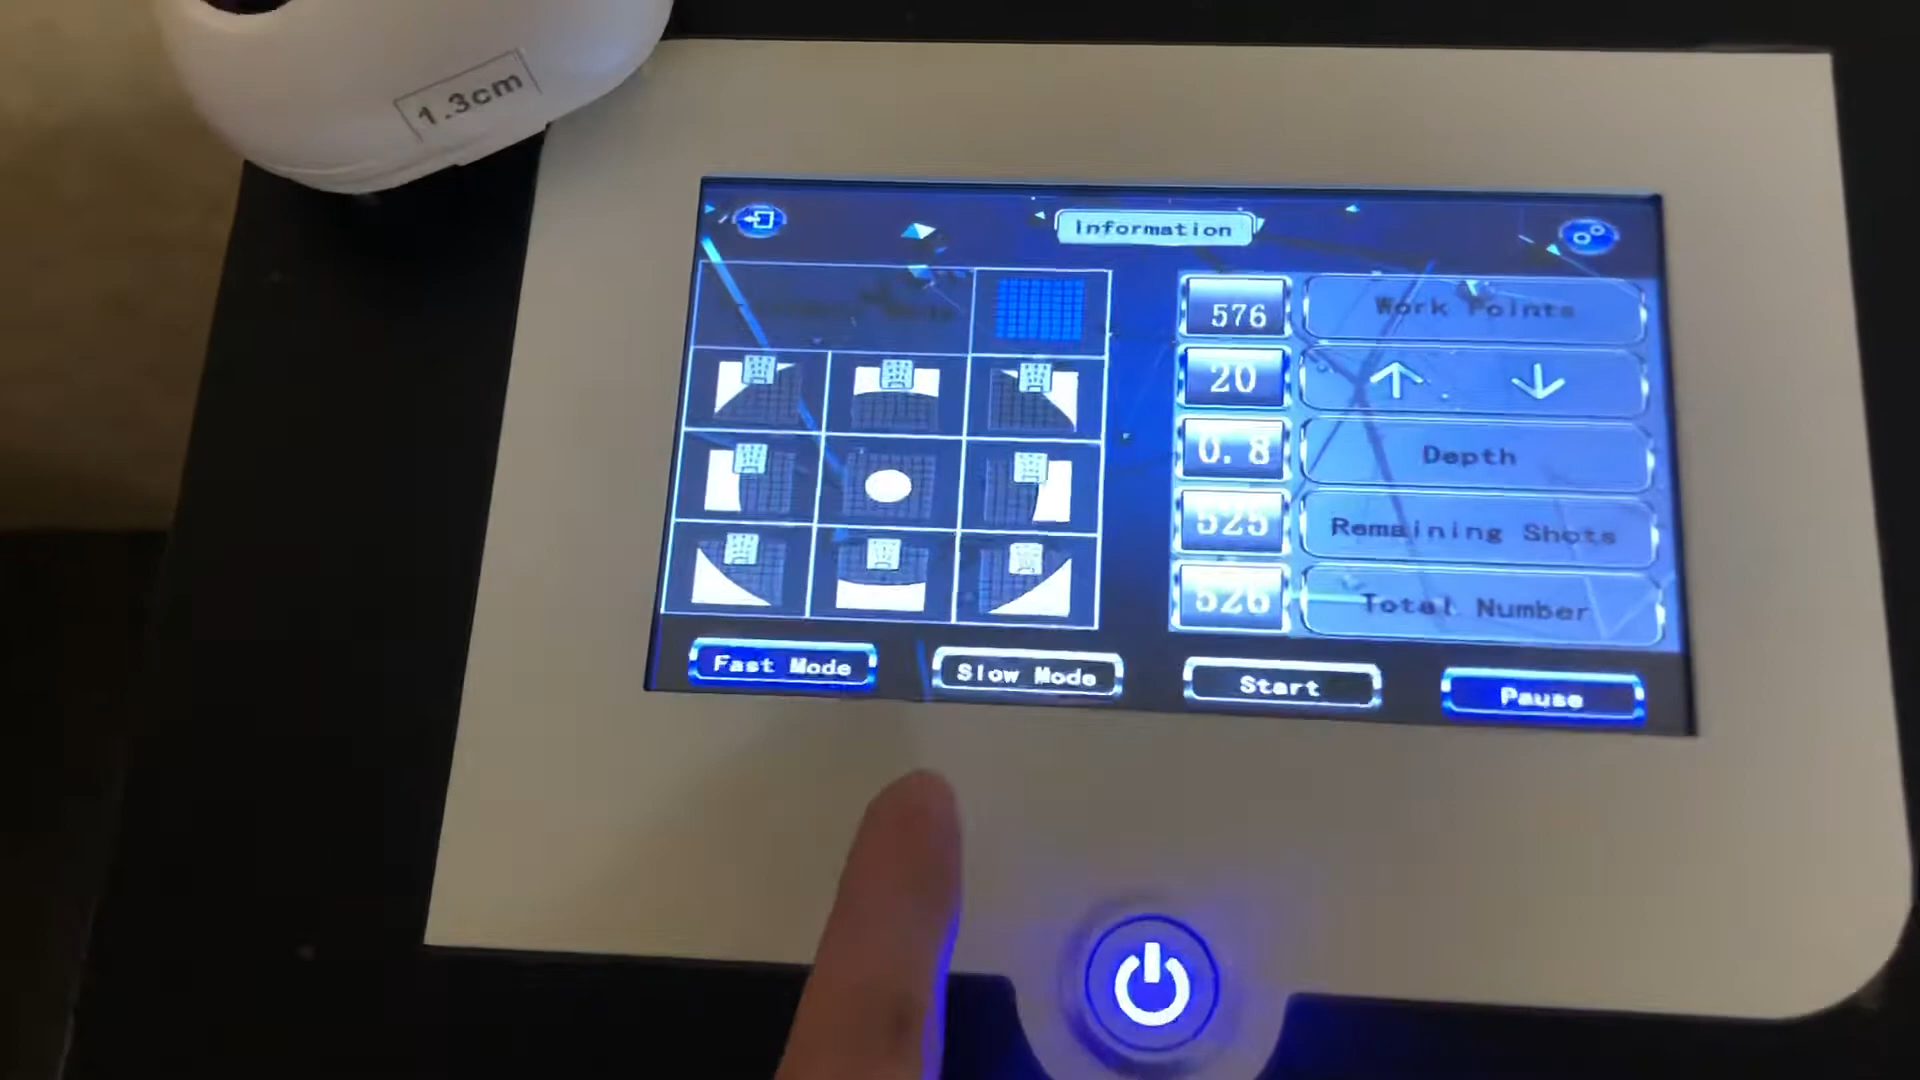 1.3cm
Information
576 Work Points
20
0.8 Depth
525 Remaining Shots
526 Total Number
Fast Mode
Slow Mode
Start
Pause